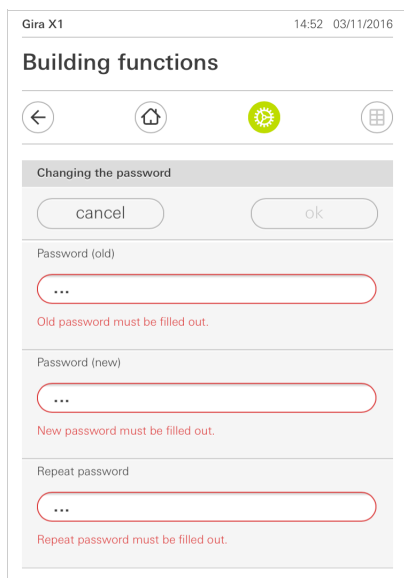 Gira X1 14:52 03/11/2016
Building functions
Changing the password
cancel ok
Password (old)
...
Old password must be filled out.
Password (new)
...
New password must be filled out.
Repeat password
...
Repeat password must be filled out.